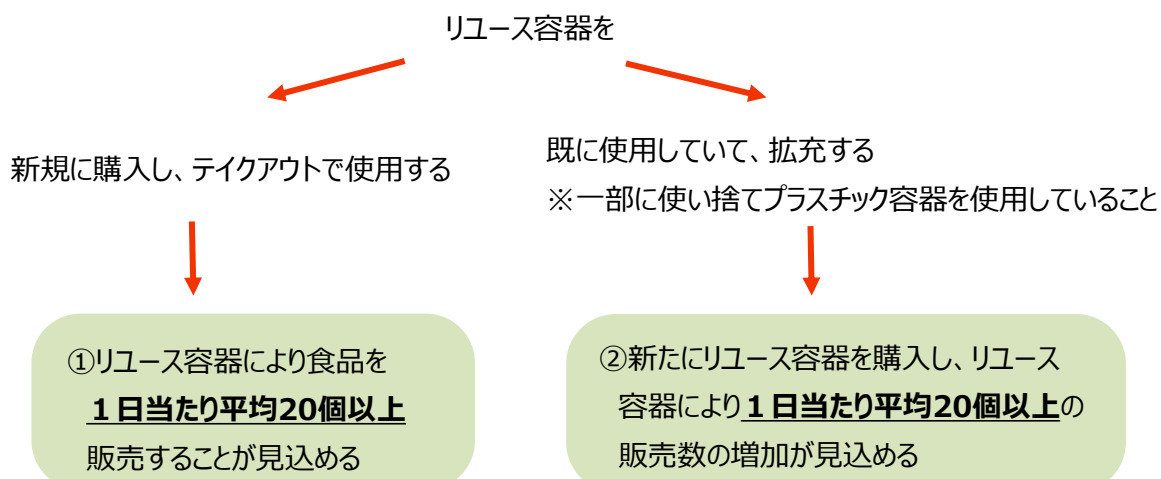 リユース容器を
新規に購入し、テイクアウトで使用する
既に使用していて、拡充する
※一部に使い捨てプラスチック容器を使用していること
①リユース容器により食品を
１日当たり平均20個以上
販売することが見込める
②新たにリユース容器を購入し、リユース
容器により１日当たり平均20個以上の
販売数の増加が見込める